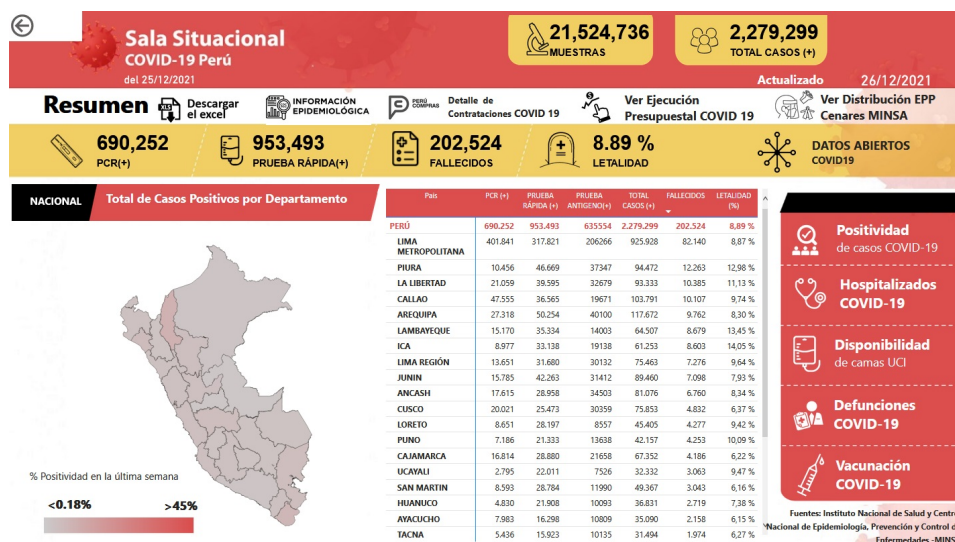 Sala Situacional
COVID-19 Perú
del 25/12/2021
21,524,736
MUESTRAS
2,279,299
TOTAL CASOS (+)
Actualizado 26/12/2021
Resumen
XLS
Descargar
el excel
INFORMACIÓN
EPIDEMIOLÓGICA
PERÚ
COMPRAS
Detalle de
Contrataciones COVID 19
Ver Ejecución
Presupuestal COVID 19
Ver Distribución EPP
Cenares MINSA
690,252
PCR(+)
953,493
PRUEBA RÁPIDA(+)
202,524
FALLECIDOS
8.89 %
LETALIDAD
DATOS ABIERTOS
COVID19
NACIONAL
Total de Casos Positivos por Departamento
% Positividad en la última semana
<0.18% >45%
País PCR (+) PRUEBA RÁPIDA (+) PRUEBA ANTIGENO(+) TOTAL CASOS (+) FALLECIDOS LETALIDAD (%)
PERÚ 690.252 953.493 635554 2.279.299 202.524 8,89 %
LIMA METROPOLITANA 401.841 317.821 206266 925.928 82.140 8,87 %
PIURA 10.456 46.669 37347 94.472 12.263 12,98 %
LA LIBERTAD 21.059 39.595 32679 93.333 10.385 11,13 %
CALLAO 47.555 36.565 19671 103.791 10.107 9,74 %
AREQUIPA 27.318 50.254 40100 117.672 9.762 8,30 %
LAMBAYEQUE 15.170 35.334 14003 64.507 8.679 13,45 %
ICA 8.977 33.138 19138 61.253 8.603 14,05 %
LIMA REGIÓN 13.651 31.680 30132 75.463 7.276 9,64 %
JUNIN 15.785 42.263 31412 89.460 7.098 7,93 %
ANCASH 17.615 28.958 34503 81.076 6.760 8,34 %
CUSCO 20.021 25.473 30359 75.853 4.832 6,37 %
LORETO 8.651 28.197 8557 45.405 4.277 9,42 %
PUNO 7.186 21.333 13638 42.157 4.253 10,09 %
CAJAMARCA 16.814 28.880 21658 67.352 4.186 6,22 %
UCAYALI 2.795 22.011 7526 32.332 3.063 9,47 %
SAN MARTIN 8.593 28.784 11990 49.367 3.043 6,16 %
HUANUCO 4.830 21.908 10093 36.831 2.719 7,38 %
AYACUCHO 7.983 16.298 10809 35.090 2.158 6,15 %
TACNA 5.436 15.923 10135 31.494 1.974 6,27 %
Positividad
de casos COVID-19
Hospitalizados
COVID-19
Disponibilidad
de camas UCI
Defunciones
COVID-19
Vacunación
COVID-19
Fuentes: Instituto Nacional de Salud y Centro
Nacional de Epidemiología, Prevención y Control d
Enfermedades -MINS